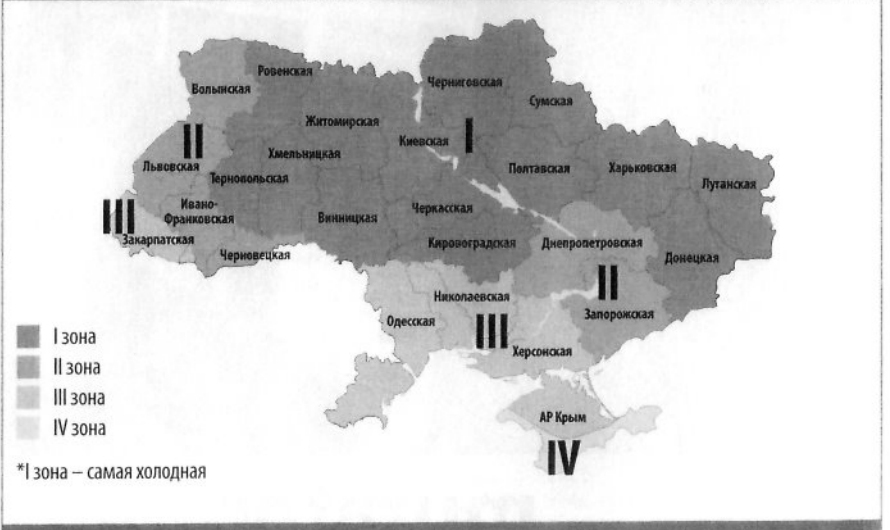 Ровенская
Черниговская
Волынская
Сумская
Житомирская
I
Киевская
II
Хмельницкая
Львовская
Полтавская
Харьковская
Тернопольская
Луганская
Ивано-
Франковская
III
Винницкая
Черкасская
Закарпатская
Кировоградская
Днепропетровская
Черновецкая
Донецкая
II
Николаевская
Запорожская
Одесская
III
Херсонская
I зона
II зона
III зона
IV зона
АР Крым
IV
*I зона – самая холодная